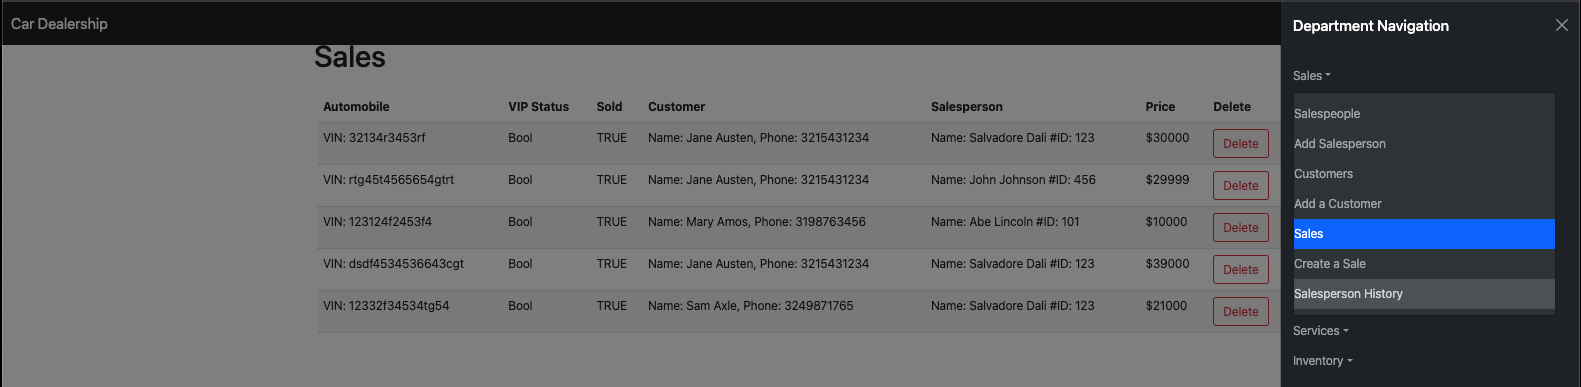 Car Dealership
Sales
Automobile VIP Status Sold Customer Salesperson Price Delete
VIN: 32134r3453rf Bool TRUE Name: Jane Austen, Phone: 3215431234 Name: Salvadore Dali #ID: 123 $30000 Delete
VIN: rtg45t4565654gtrt Bool TRUE Name: Jane Austen, Phone: 3215431234 Name: John Johnson #ID: 456 $29999 Delete
VIN: 123124f2453f4 Bool TRUE Name: Mary Amos, Phone: 3198763456 Name: Abe Lincoln #ID: 101 $10000 Delete
VIN: dsdf4534536643cgt Bool TRUE Name: Jane Austen, Phone: 3215431234 Name: Salvadore Dali #ID: 123 $39000 Delete
VIN: 12332f34534tg54 Bool TRUE Name: Sam Axle, Phone: 3249871765 Name: Salvadore Dali #ID: 123 $21000 Delete
Department Navigation
Sales
Salespeople
Add Salesperson
Customers
Add a Customer
Sales
Create a Sale
Salesperson History
Services
Inventory